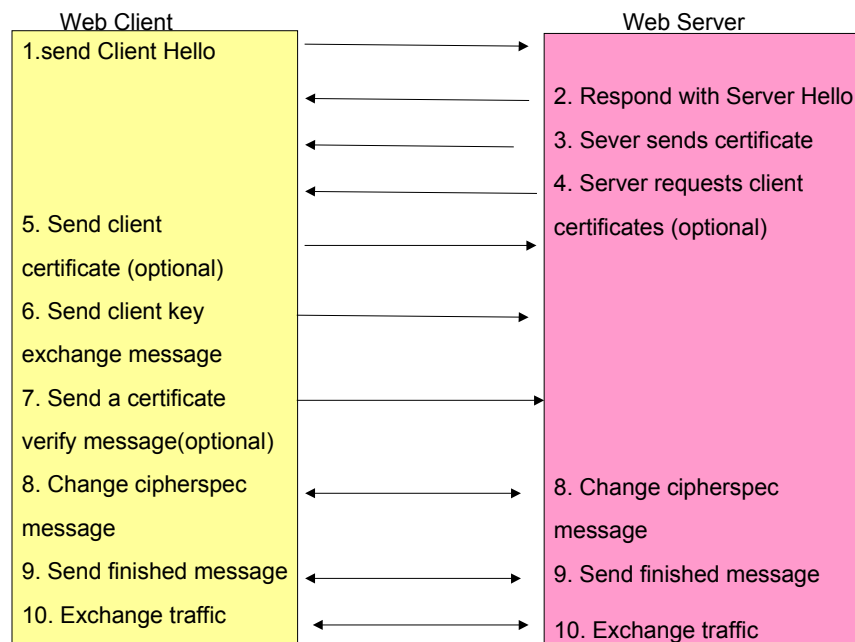 Web Client
Web Server
1.send Client Hello
2. Respond with Server Hello
3. Sever sends certificate
4. Server requests client
certificates (optional)
5. Send client
certificate (optional)
6. Send client key
exchange message
7. Send a certificate
verify message(optional)
8. Change cipherspec
message
8. Change cipherspec
message
9. Send finished message
9. Send finished message
10. Exchange traffic
10. Exchange traffic